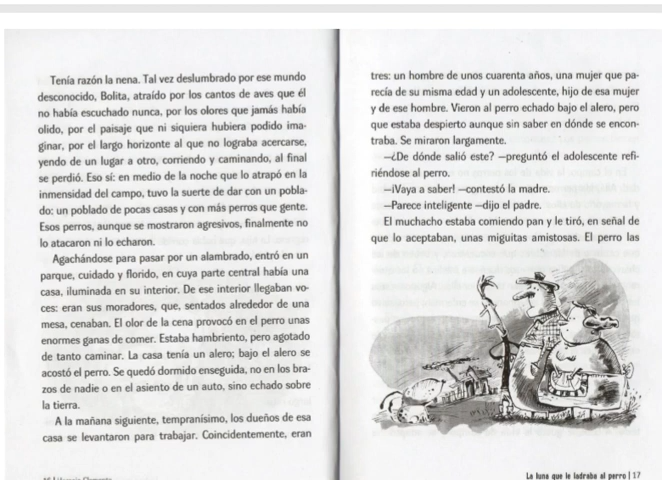 Tenía razón la nena. Tal vez deslumbrado por ese mundo
desconocido, Bolita, atraído por los cantos de aves que él
no había escuchado nunca, por los olores que jamás había
olido, por el paisaje que ni siquiera hubiera podido ima-
ginar, por el largo horizonte al que no lograba acercarse,
yendo de un lugar a otro, corriendo y caminando, al final
se perdió. Eso sí: en medio de la noche que lo atrapó en la
inmensidad del campo, tuvo la suerte de dar con un pobla-
do: un poblado de pocas casas y con más perros que gente.
Esos perros, aunque se mostraron agresivos, finalmente no
lo atacaron ni lo echaron.
Agachándose para pasar por un alambrado, entró en un
parque, cuidado y florido, en cuya parte central había una
casa, iluminada en su interior. De ese interior llegaban vo-
ces: eran sus moradores, que, sentados alrededor de una
mesa, cenaban. El olor de la cena provocó en el perro unas
enormes ganas de comer. Estaba hambriento, pero agotado
de tanto caminar. La casa tenía un alero; bajo el alero se
acostó el perro. Se quedó dormido enseguida, no en los bra-
zos de nadie o en el asiento de un auto, sino echado sobre
la tierra.
A la mañana siguiente, tempranísimo, los dueños de esa
casa se levantaron para trabajar. Coincidentemente, eran
tres: un hombre de unos cuarenta años, una mujer que pa-
recía de su misma edad y un adolescente, hijo de esa mujer
y de ese hombre. Vieron al perro echado bajo el alero, pero
que estaba despierto aunque sin saber en dónde se encon-
traba. Se miraron largamente.
—¿De dónde salió este? —preguntó el adolescente refi-
riéndose al perro.
—¡Vaya a saber! —contestó la madre.
—Parece inteligente —dijo el padre.
El muchacho estaba comiendo pan y le tiró, en señal de
que lo aceptaban, unas miguitas amistosas. El perro las
La luna que le ladraba al perro | 17